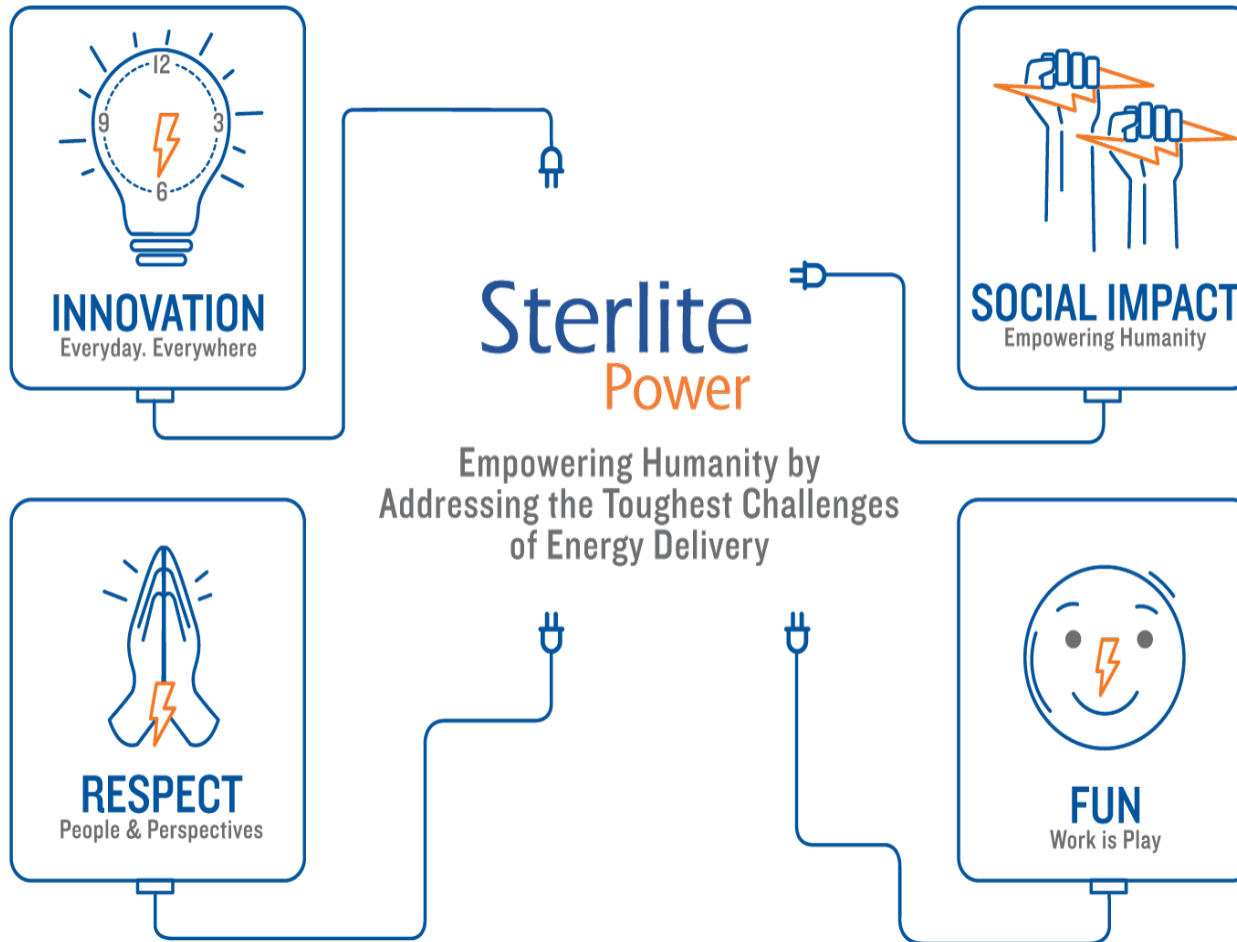 12
9
3
6
INNOVATION
Everyday. Everywhere
SOCIAL IMPACT
Empowering Humanity
Sterlite
Power
Empowering Humanity by
Addressing the Toughest Challenges
of Energy Delivery
RESPECT
People & Perspectives
FUN
Work is Play